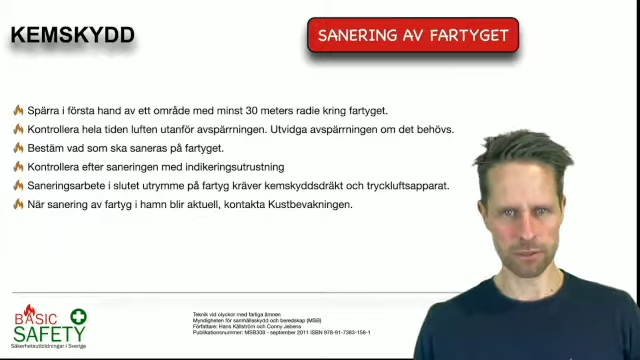 KEMSKYDD
SANERING AV FARTYGET
Spärra i första hand av ett område med minst 30 meters radie kring fartyget.
Kontrollera hela tiden luften utanför avspärrningen. Utvidga avspärrningen om det behövs.
Bestäm vad som ska saneras på fartyget.
Kontrollera efter saneringen med indikeringsutrustning
Saneringsarbete i slutet utrymme på fartyg kräver kemskyddsdräkt och tryckluftsapparat.
När sanering av fartyg i hamn blir aktuell, kontakta Kustbevakningen.
BASIC
SAFETY
Säkerhetsutbildningar i Sverige
Teknik vid olyckor med farliga ämnen
Myndigheten för samhällsskydd och beredskap (MSB)
Författare: Hans Källström och Conny Jebens
Publikationsnummer: MSB308 - september 2011 ISBN 978-91-7383-158-1